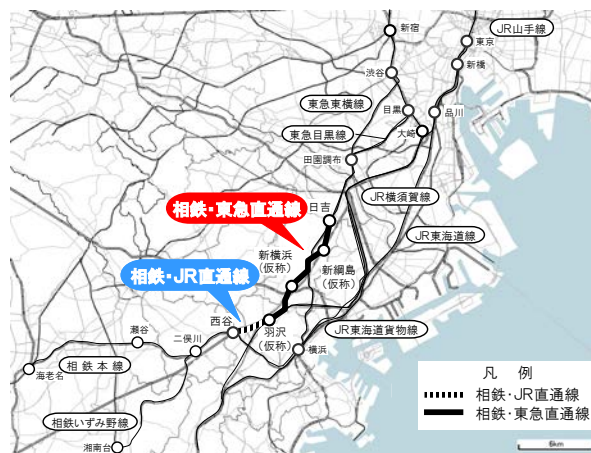 新宿
JR山手線
東京
渋谷
新橋
東急東横線
目黒
品川
東急目黒線
大崎
田園調布
JR横須賀線
相鉄・東急直通線
日吉
JR東海道線
新横浜
(仮称)
新綱島
(仮称)
相鉄・JR直通線
西谷
羽沢
(仮称)
JR東海道貨物線
瀬谷
二俣川
横浜
海老名
相鉄本線
相鉄いずみ野線
湘南台
凡 例
相鉄・JR直通線
相鉄・東急直通線
5km